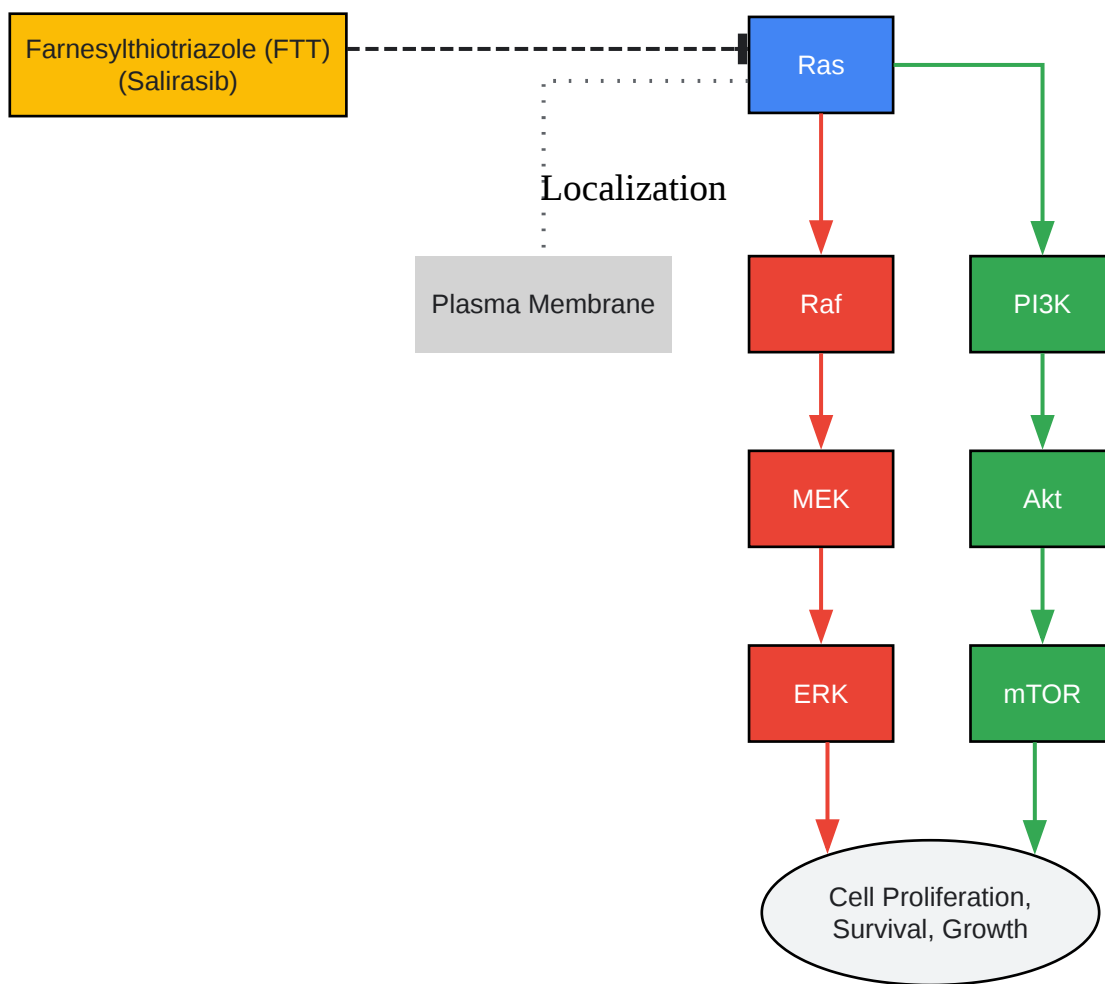 Farnesylthiotriazole (FTT)
(Salirasib)
Ras
Localization
Plasma Membrane
Raf
PI3K
MEK
Akt
ERK
mTOR
Cell Proliferation,
Survival, Growth